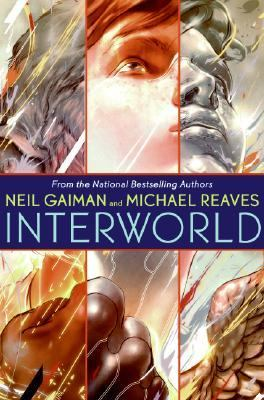 From the National Bestselling Authors
NEIL GAIMAN and MICHAEL REAVES
INTERWORLD